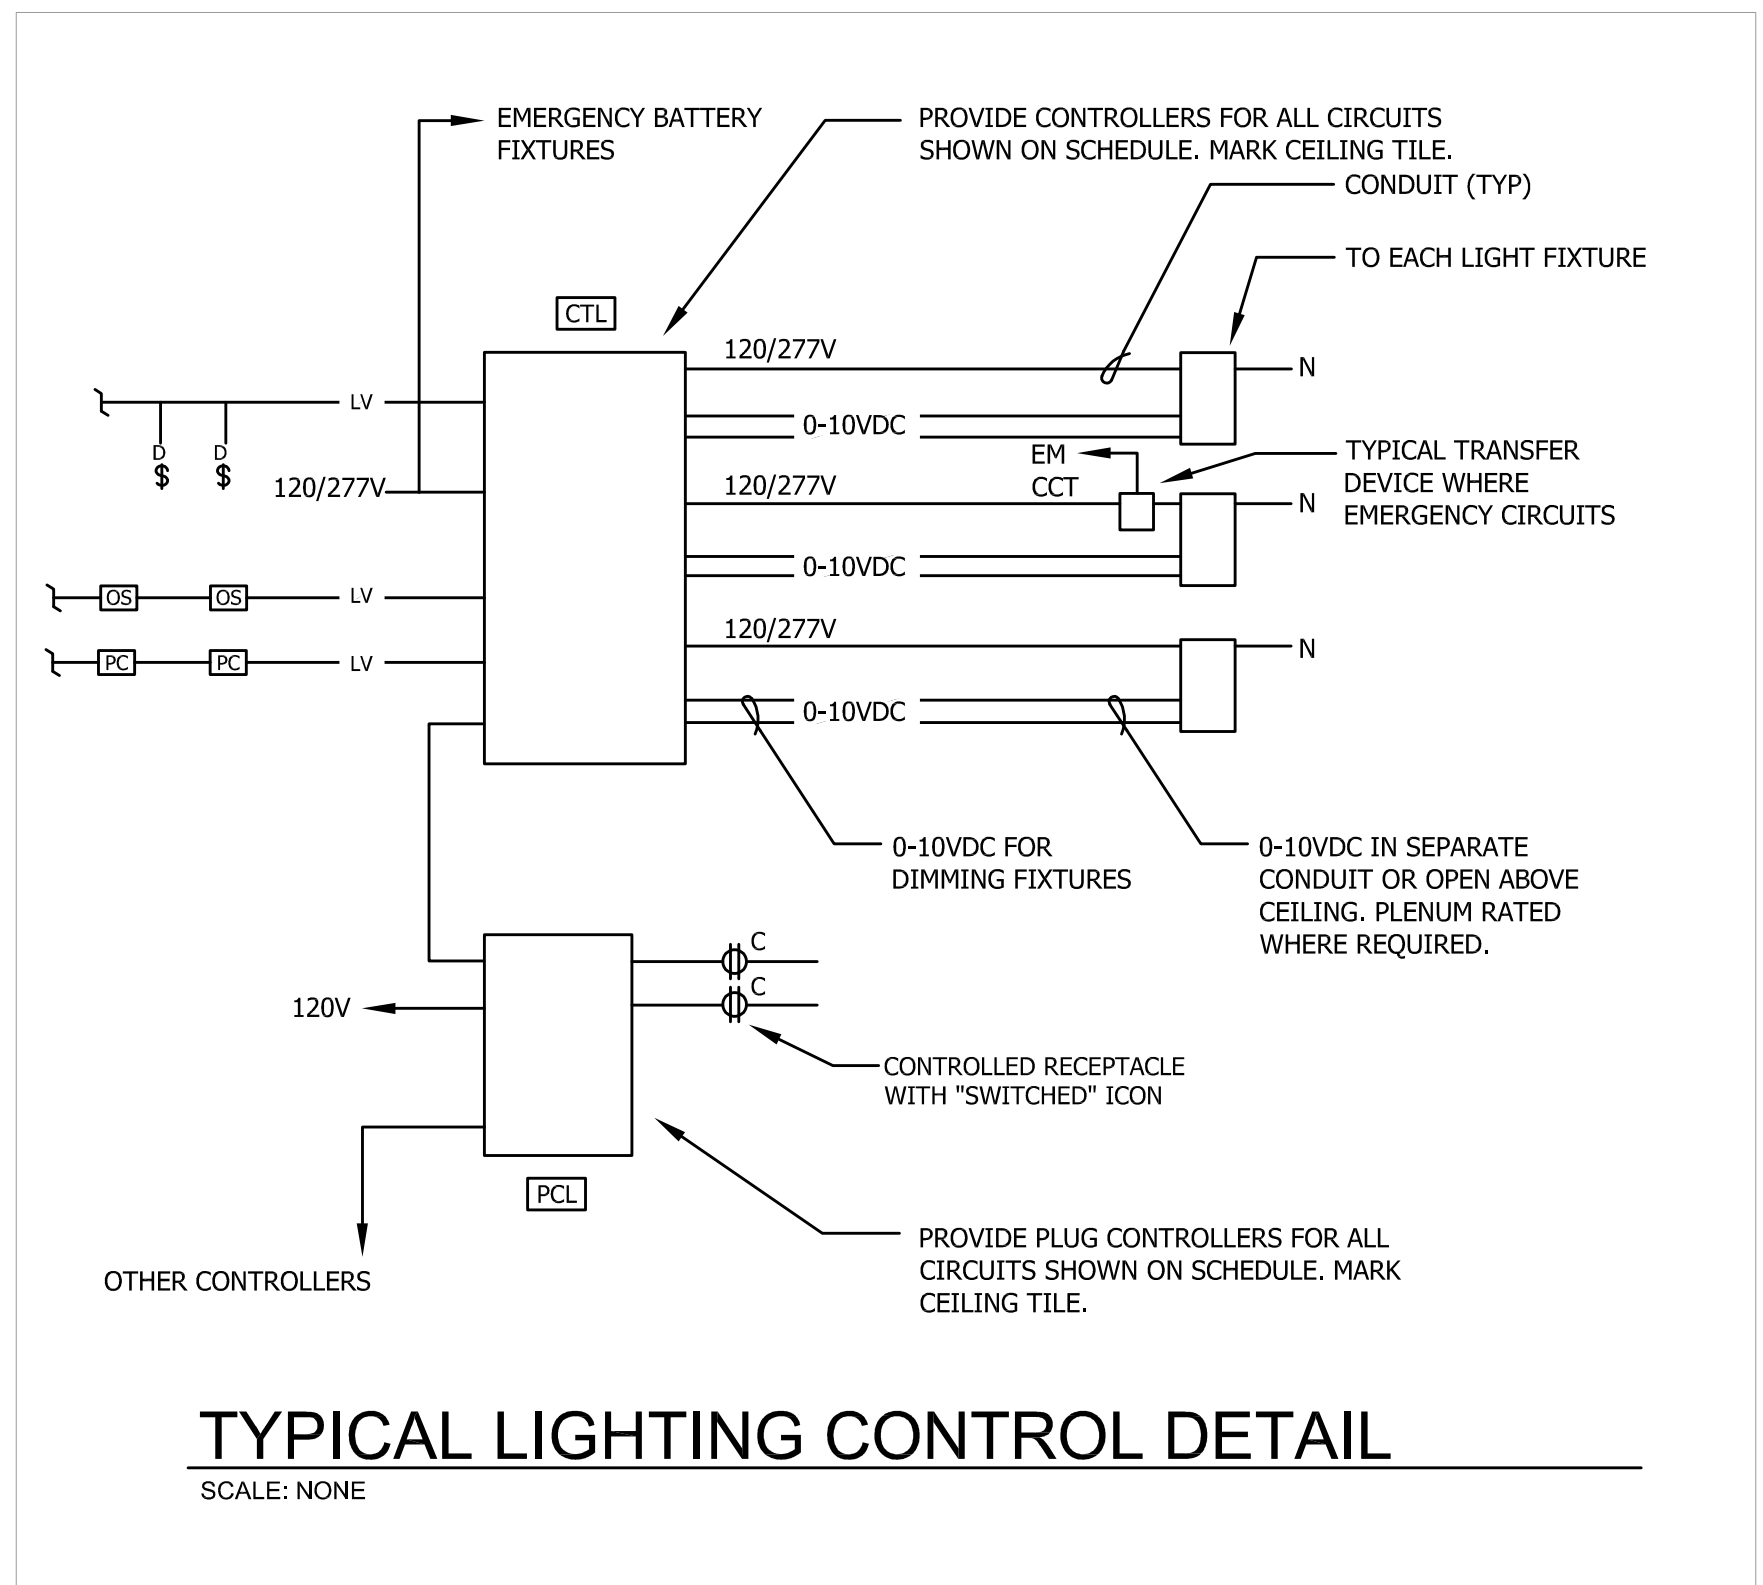 EMERGENCY BATTERY
FIXTURES
PROVIDE CONTROLLERS FOR ALL CIRCUITS
SHOWN ON SCHEDULE. MARK CEILING TILE.
CONDUIT (TYP)
TO EACH LIGHT FIXTURE
CTL
120/277V
N
LV
0-10VDC
D
$
D
$
120/277V
EM
CCT
120/277V
TYPICAL TRANSFER
DEVICE WHERE
EMERGENCY CIRCUITS
N
0-10VDC
OS
OS
LV
120/277V
N
PC
PC
LV
0-10VDC
0-10VDC FOR
DIMMING FIXTURES
0-10VDC IN SEPARATE
CONDUIT OR OPEN ABOVE
CEILING. PLENUM RATED
WHERE REQUIRED.
C
C
120V
CONTROLLED RECEPTACLE
WITH "SWITCHED" ICON
PCL
PROVIDE PLUG CONTROLLERS FOR ALL
CIRCUITS SHOWN ON SCHEDULE. MARK
CEILING TILE.
OTHER CONTROLLERS
TYPICAL LIGHTING CONTROL DETAIL
SCALE: NONE